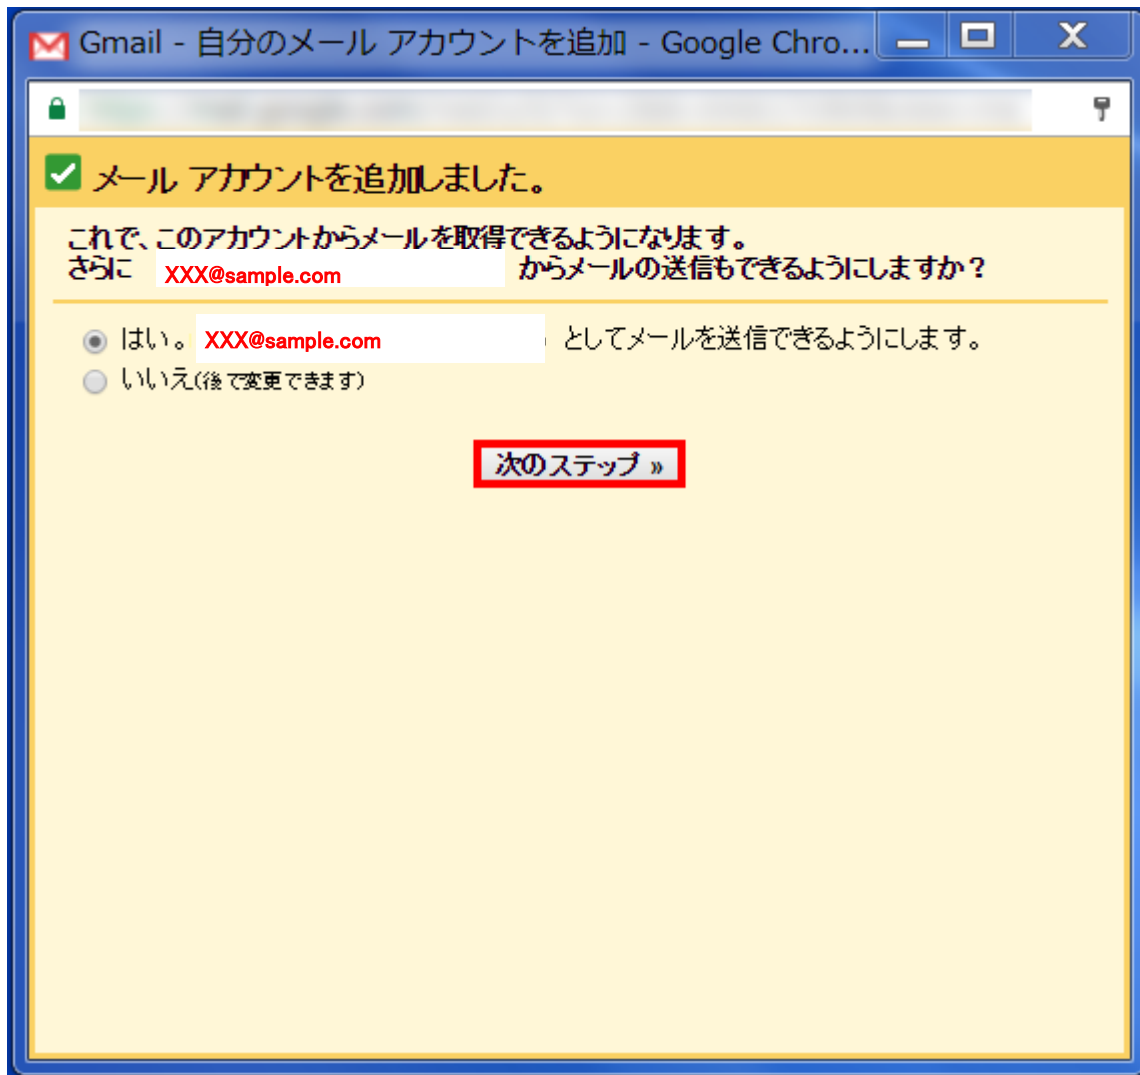 Gmail - 自分のメール アカウントを追加 - Google Chro...
メール アカウントを追加しました。
これで、このアカウントからメールを取得できるようになります。
さらに XXX@sample.com からメールの送信もできるようにしますか？
はい。 XXX@sample.com ) としてメールを送信できるようにします。
いいえ(後で変更できます)
次のステップ »